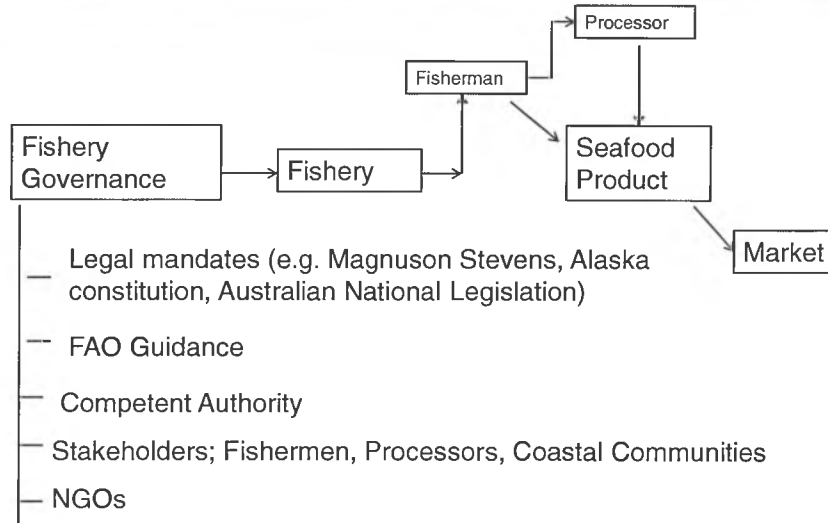 Processor
Fisherman
Fishery
Governance
Fishery
Seafood
Product
Market
Legal mandates (e.g. Magnuson Stevens, Alaska
constitution, Australian National Legislation)
FAO Guidance
Competent Authority
Stakeholders; Fishermen, Processors, Coastal Communities
NGOs